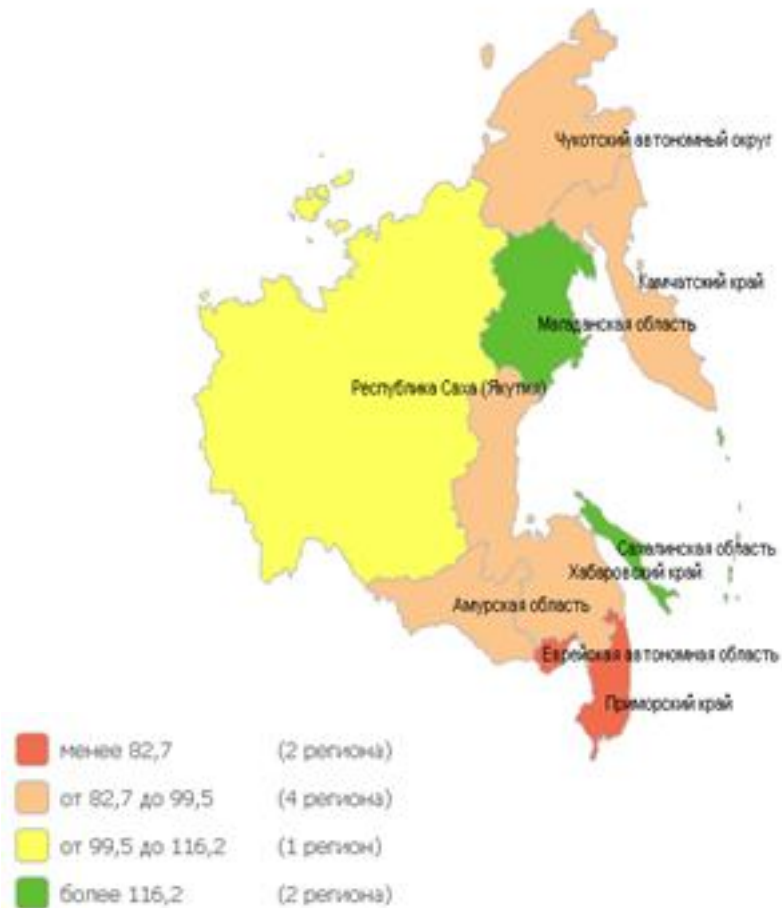 Чукотский автономный округ
Камчатский край
Магаданская область
Республика Саха (Якутия)
Сахалинская область
Хабаровский край
Амурская область
Еврейская автономная область
Приморский край
менее 82,7 (2 региона)
от 82,7 до 99,5 (4 региона)
от 99,5 до 116,2 (1 регион)
более 116,2 (2 региона)